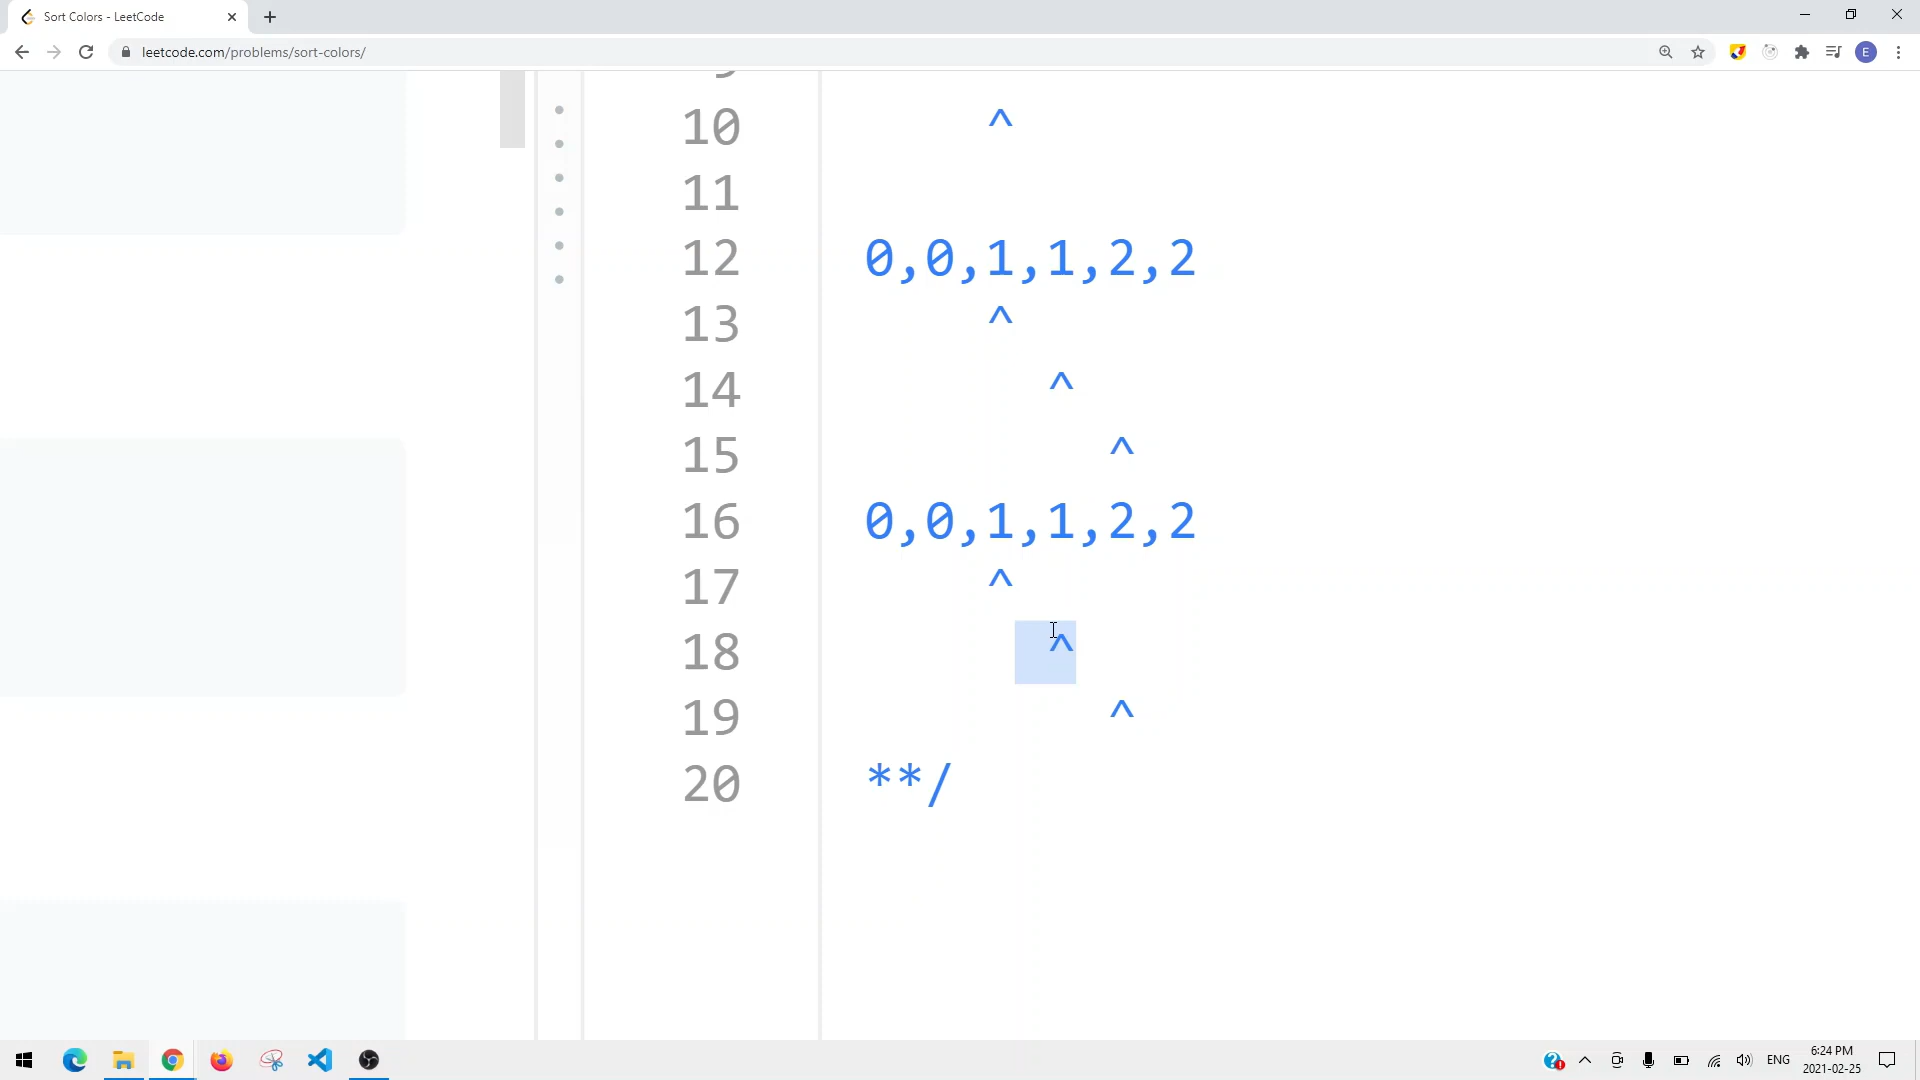 Sort Colors - LeetCode
leetcode.com/problems/sort-colors/
E
10 ^
11
12 0,0,1,1,2,2
13 ^
14 ^
15 ^
16 0,0,1,1,2,2
17 ^
18 ^
19 ^
20 **/
ENG
6:24 PM
2021-02-25